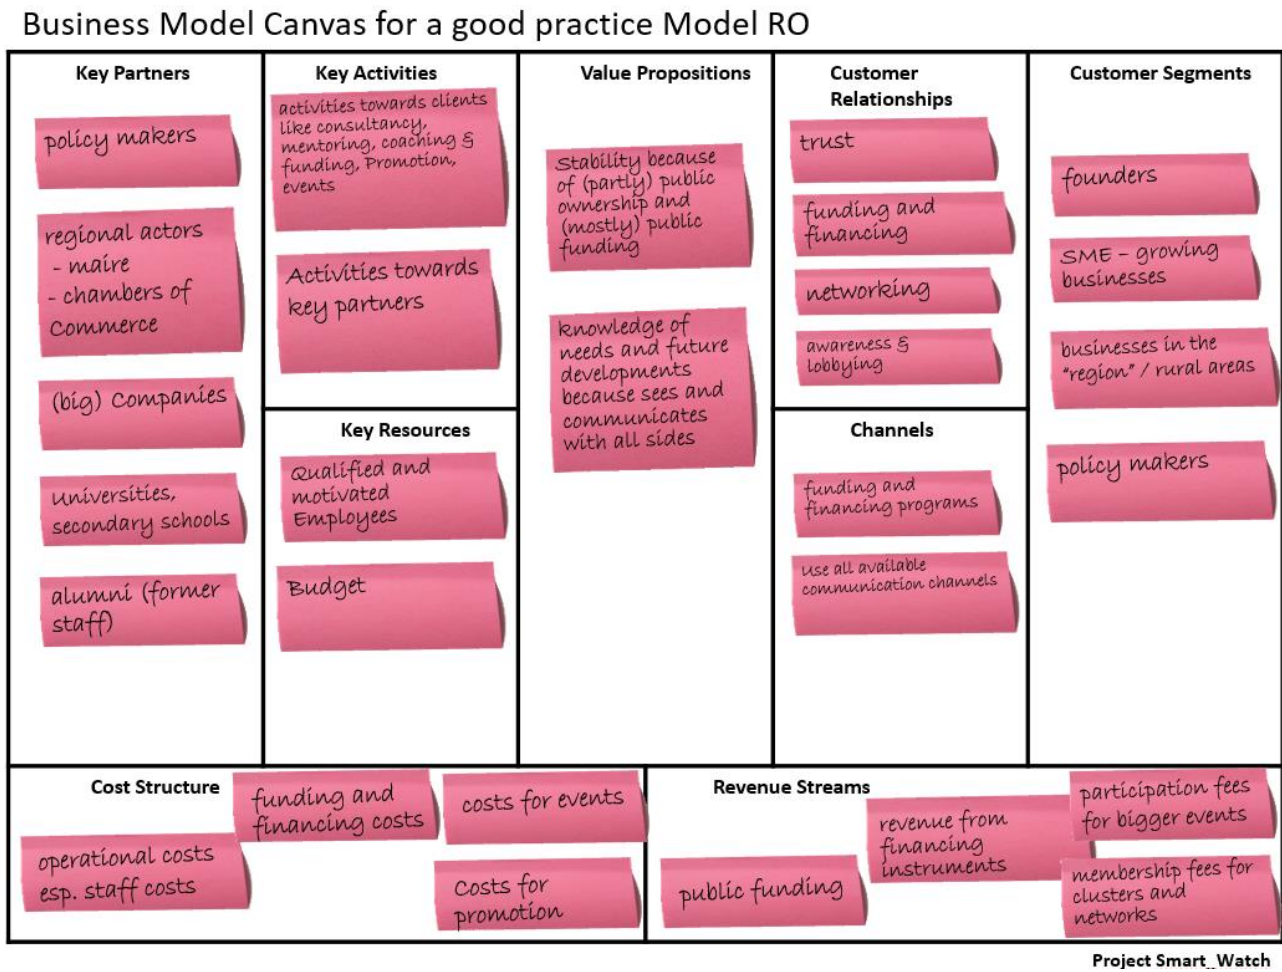 Business Model Canvas for a good practice Model RO
Key Partners
policy makers
regional actors
- maire
- chambers of
Commerce
(big) Companies
universities,
secondary schools
alumni (former
staff)
Key Activities
activities towards clients
like consultancy,
mentoring, coaching &
funding, Promotion,
events
Activities towards
key partners
Key Resources
Qualified and
motivated
Employees
Budget
Value Propositions
Stability because
of (partly) public
ownership and
(mostly) public
funding
knowledge of
needs and future
developments
because sees and
communicates
with all sides
Customer
Relationships
trust
funding and
financing
networking
awareness &
lobbying
Channels
funding and
financing programs
use all available
communication channels
Customer Segments
founders
SME - growing
businesses
businesses in the
"region" / rural areas
policy makers
Cost Structure
funding and
financing costs
costs for events
operational costs
esp. staff costs
Costs for
promotion
Revenue Streams
public funding
revenue from
financing
instruments
participation fees
for bigger events
membership fees for
clusters and
networks
Project Smart_Watch